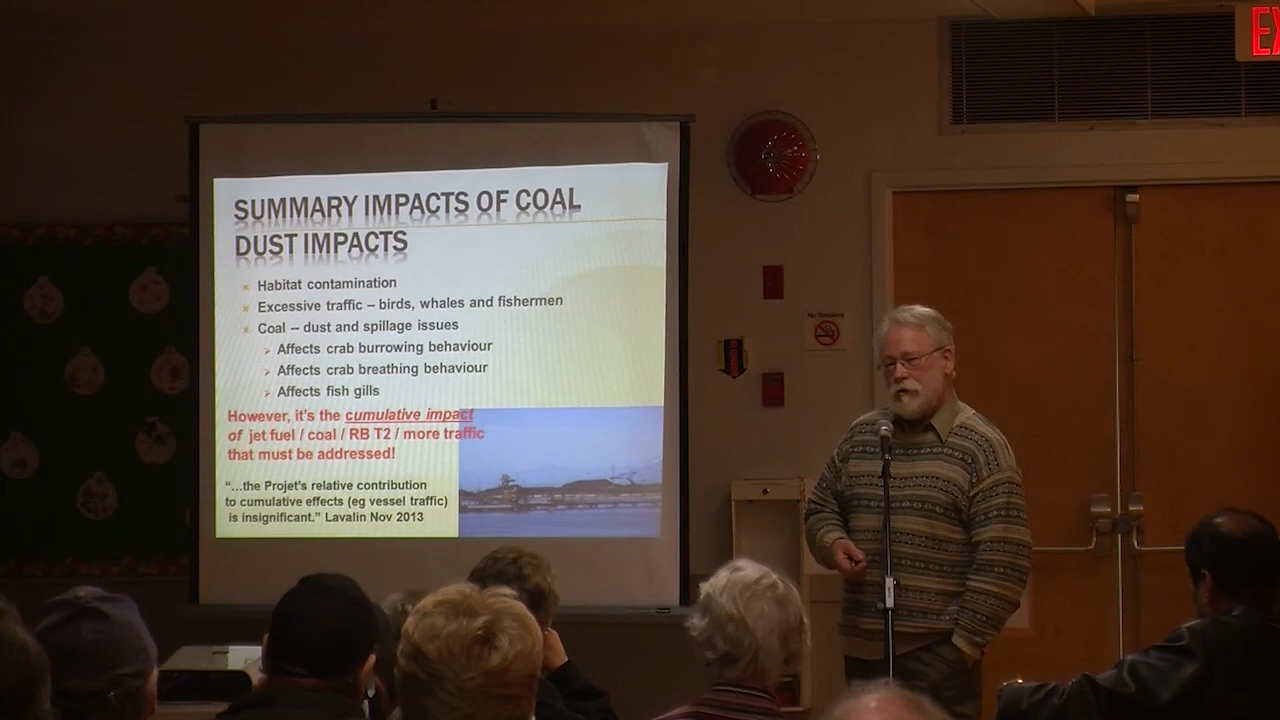 SUMMARY IMPACTS OF COAL
DUST IMPACTS
Habitat contamination
Excessive traffic – birds, whales and fishermen
Coal – dust and spillage issues
Affects crab burrowing behaviour
Affects crab breathing behaviour
Affects fish gills
However, it's the cumulative impact
of jet fuel / coal / RB T2 / more traffic
that must be addressed!
“…the Projet's relative contribution
to cumulative effects (eg vessel traffic)
is insignificant.” Lavalin Nov 2013
No Smoking
EX